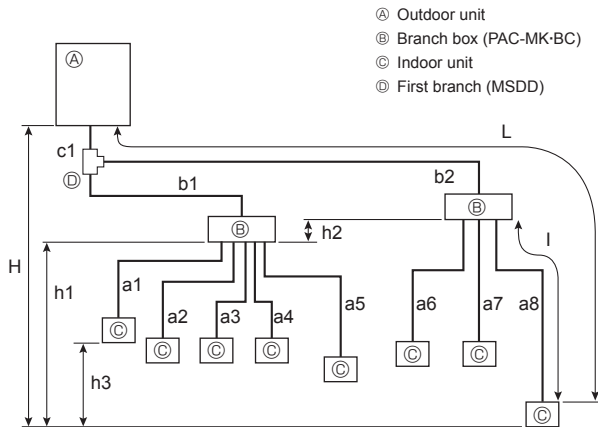 Ⓐ Outdoor unit
Ⓑ Branch box (PAC-MK·BC)
Ⓒ Indoor unit
Ⓓ First branch (MSDD)
Ⓐ
L
c1
Ⓓ
b1
b2
Ⓑ
Ⓑ
h2
H
h1
l
a1
a2
a3
a4
a5
a6
a7
a8
Ⓒ
Ⓒ
Ⓒ
Ⓒ
Ⓒ
Ⓒ
Ⓒ
h3
Ⓒ